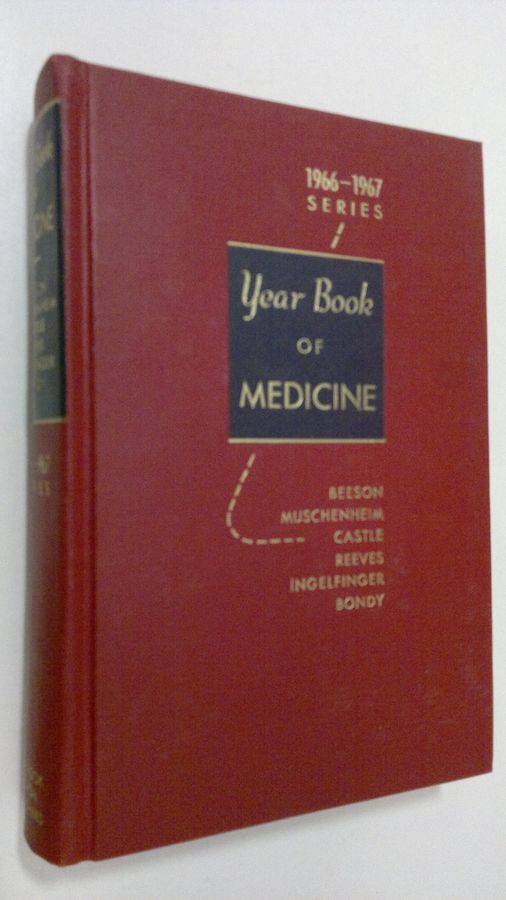 1966-1967
SERIES
Year Book
OF
MEDICINE
BEESON
MUSCHENHEIM
CASTLE
REEVES
INGELFINGER
BONDY